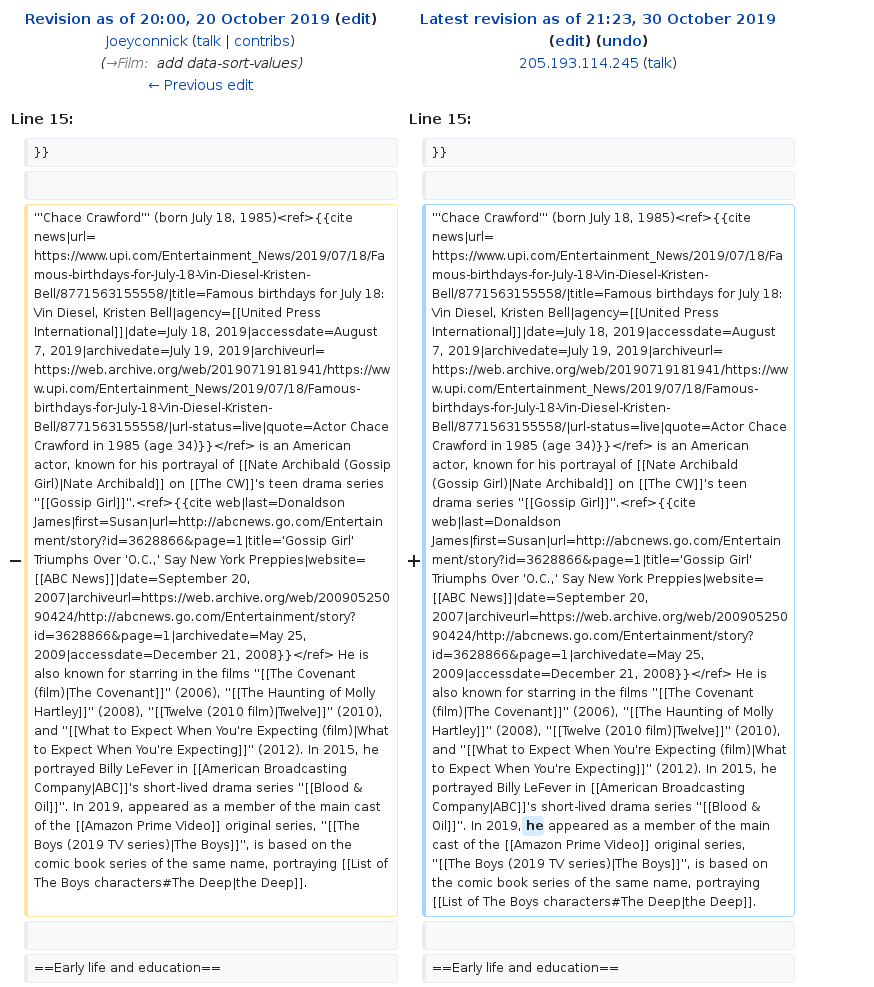 Revision as of 20:00, 20 October 2019 (edit)
Joeyconnick (talk | contribs)
(→Film: add data-sort-values)
← Previous edit
Latest revision as of 21:23, 30 October 2019
(edit) (undo)
205.193.114.245 (talk)
Line 15:
Line 15:
}}
}}
−
'''Chace Crawford''' (born July 18, 1985)<ref>{{cite
news|url=
https://www.upi.com/Entertainment_News/2019/07/18/Fa
mous-birthdays-for-July-18-Vin-Diesel-Kristen-
Bell/8771563155558/|title=Famous birthdays for July 18:
Vin Diesel, Kristen Bell|agency=[[United Press
International]]|date=July 18, 2019|accessdate=August
7, 2019|archivedate=July 19, 2019|archiveurl=
https://web.archive.org/web/20190719181941/https://ww
w.upi.com/Entertainment_News/2019/07/18/Famous-
birthdays-for-July-18-Vin-Diesel-Kristen-
Bell/8771563155558/|url-status=live|quote=Actor Chace
Crawford in 1985 (age 34)}}</ref> is an American
actor, known for his portrayal of [[Nate Archibald (Gossip
Girl)|Nate Archibald]] on [[The CW]]'s teen drama series
''[[Gossip Girl]]''.<ref>{{cite web|last=Donaldson
James|first=Susan|url=http://abcnews.go.com/Entertain
ment/story?id=3628866&page=1|title='Gossip Girl'
Triumphs Over 'O.C.,' Say New York Preppies|website=
[[ABC News]]|date=September 20,
2007|archiveurl=https://web.archive.org/web/200905250
90424/http://abcnews.go.com/Entertainment/story?
id=3628866&page=1|archivedate=May 25,
2009|accessdate=December 21, 2008}}</ref> He is
also known for starring in the films ''[[The Covenant
(film)|The Covenant]]'' (2006), ''[[The Haunting of Molly
Hartley]]'' (2008), ''[[Twelve (2010 film)|Twelve]]'' (2010),
and ''[[What to Expect When You're Expecting (film)|What
to Expect When You're Expecting]]'' (2012). In 2015, he
portrayed Billy LeFever in [[American Broadcasting
Company|ABC]]'s short-lived drama series ''[[Blood &
Oil]]''. In 2019, appeared as a member of the main cast
of the [[Amazon Prime Video]] original series, ''[[The
Boys (2019 TV series)|The Boys]]'', is based on the
comic book series of the same name, portraying [[List of
The Boys characters#The Deep|the Deep]].
+
'''Chace Crawford''' (born July 18, 1985)<ref>{{cite
news|url=
https://www.upi.com/Entertainment_News/2019/07/18/Fa
mous-birthdays-for-July-18-Vin-Diesel-Kristen-
Bell/8771563155558/|title=Famous birthdays for July 18:
Vin Diesel, Kristen Bell|agency=[[United Press
International]]|date=July 18, 2019|accessdate=August
7, 2019|archivedate=July 19, 2019|archiveurl=
https://web.archive.org/web/20190719181941/https://ww
w.upi.com/Entertainment_News/2019/07/18/Famous-
birthdays-for-July-18-Vin-Diesel-Kristen-
Bell/8771563155558/|url-status=live|quote=Actor Chace
Crawford in 1985 (age 34)}}</ref> is an American
actor, known for his portrayal of [[Nate Archibald
(Gossip Girl)|Nate Archibald]] on [[The CW]]'s teen
drama series ''[[Gossip Girl]]''.<ref>{{cite
web|last=Donaldson
James|first=Susan|url=http://abcnews.go.com/Entertain
ment/story?id=3628866&page=1|title='Gossip Girl'
Triumphs Over 'O.C.,' Say New York Preppies|website=
[[ABC News]]|date=September 20,
2007|archiveurl=https://web.archive.org/web/200905250
90424/http://abcnews.go.com/Entertainment/story?
id=3628866&page=1|archivedate=May 25,
2009|accessdate=December 21, 2008}}</ref> He is
also known for starring in the films ''[[The Covenant
(film)|The Covenant]]'' (2006), ''[[The Haunting of Molly
Hartley]]'' (2008), ''[[Twelve (2010 film)|Twelve]]'' (2010),
and ''[[What to Expect When You're Expecting (film)|What
to Expect When You're Expecting]]'' (2012). In 2015, he
portrayed Billy LeFever in [[American Broadcasting
Company|ABC]]'s short-lived drama series ''[[Blood &
Oil]]''. In 2019, he appeared as a member of the main
cast of the [[Amazon Prime Video]] original series,
''[[The Boys (2019 TV series)|The Boys]]'', is based on
the comic book series of the same name, portraying
[[List of The Boys characters#The Deep|the Deep]].
==Early life and education==
==Early life and education==